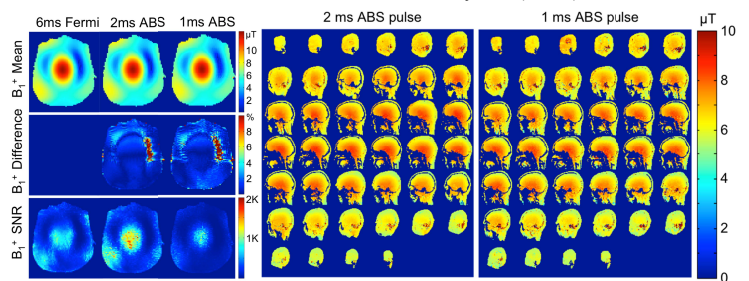 6ms Fermi 2ms ABS 1ms ABS
2 ms ABS pulse 1 ms ABS pulse
µT
B₁⁺ Mean
10
8
6
4
2
B₁⁺ Difference
%
8
6
4
2
B₁⁺ SNR
2K
1K
µT
10
8
6
4
2
0